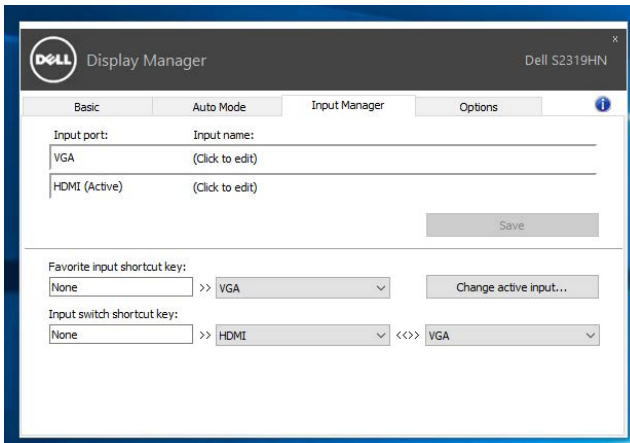 x
DELL Display Manager Dell S2319HN
Basic Auto Mode Input Manager Options i
Input port: Input name:
VGA (Click to edit)
HDMI (Active) (Click to edit)
Save
Favorite input shortcut key:
None >> VGA Change active input...
Input switch shortcut key:
None >> HDMI <<>> VGA